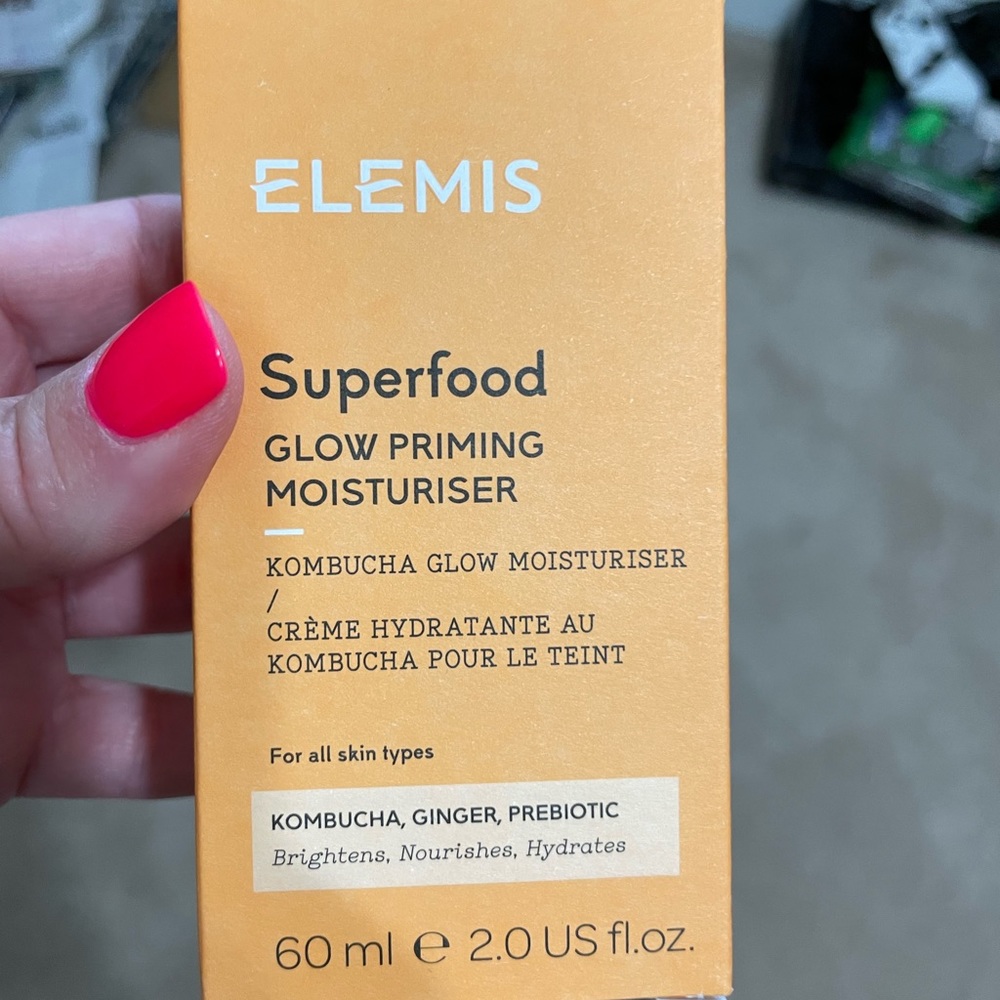 ELEMIS
Superfood
GLOW PRIMING
MOISTURISER
KOMBUCHA GLOW MOISTURISER
/
CRÈME HYDRATANTE AU
KOMBUCHA POUR LE TEINT
For all skin types
KOMBUCHA, GINGER, PREBIOTIC
Brightens, Nourishes, Hydrates
60 ml ℮ 2.0 US fl.oz.